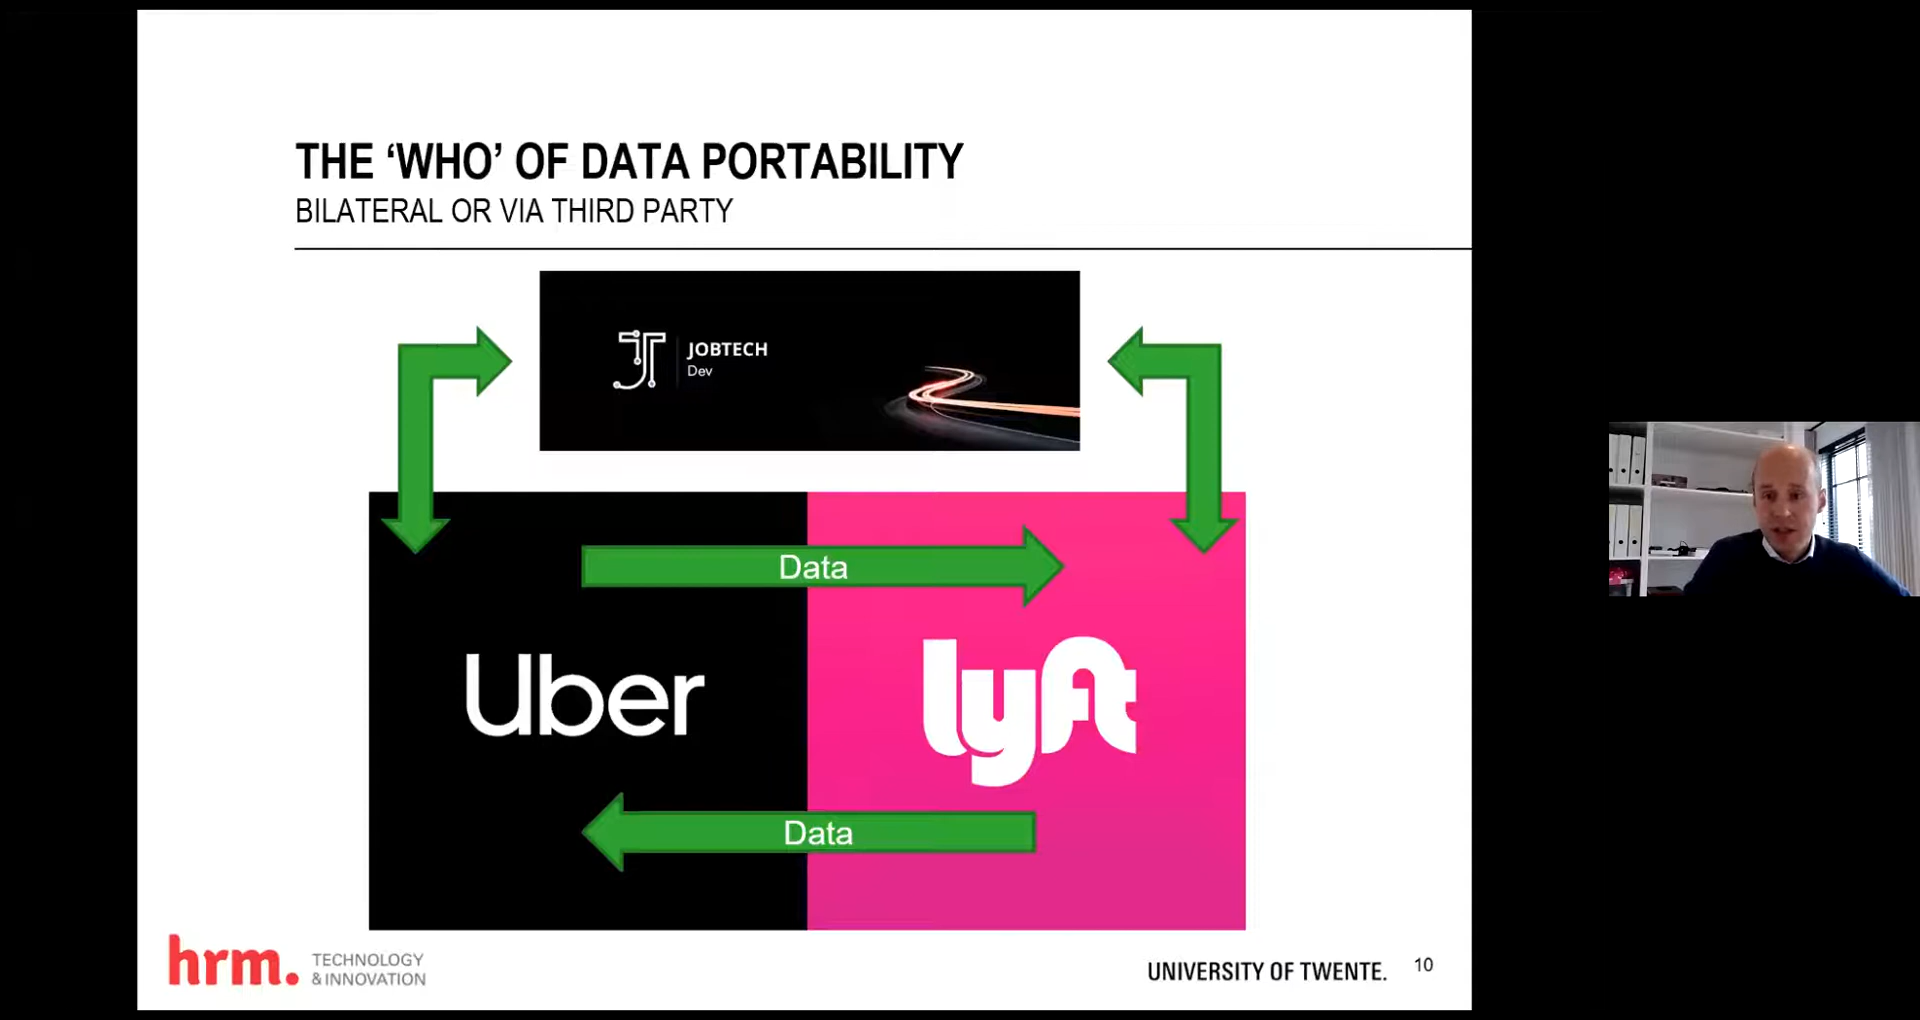 THE ‘WHO’ OF DATA PORTABILITY
BILATERAL OR VIA THIRD PARTY
JT
JOBTECH
Dev
Data
Uber
lyft
Data
hrm.
TECHNOLOGY
& INNOVATION
UNIVERSITY OF TWENTE.
10